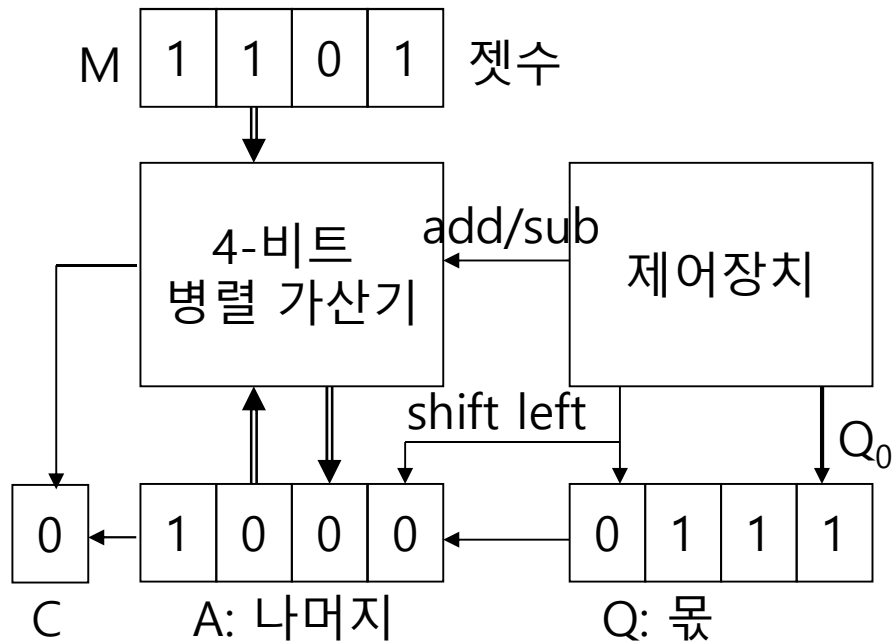 M 1 1 0 1 젯수
4-비트
병렬 가산기
add/sub
제어장치
shift left
Q₀
0 1 0 0 0 0 1 1 1
C A: 나머지 Q: 몫